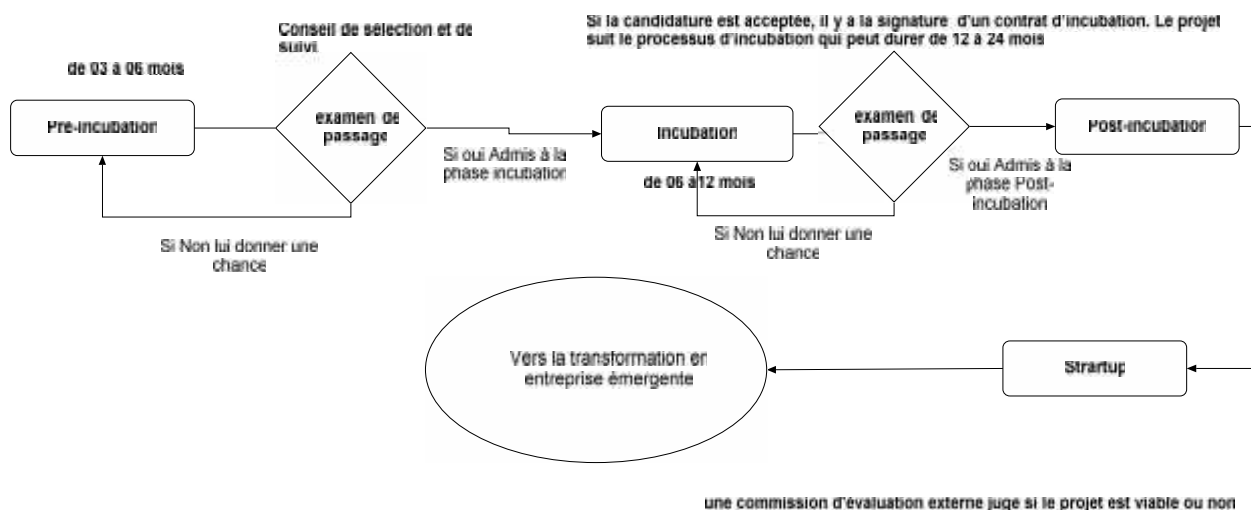 Conseil de sélection et de
suivi
Si la candidature est acceptée, il y a la signature d'un contrat d'incubation. Le projet
suit le processus d'incubation qui peut durer de 12 à 24 mois
de 03 à 06 mois
Pré-incubation
examen de
passage
Si oui Admis à la
phase incubation
Incubation
de 06 à12 mois
examen de
passage
Si oui Admis à la
phase Post-
incubation
Post-incubation
Si Non lui donner une
chance
Si Non lui donner une
chance
Vers la transformation en
entreprise émergente
Strartup
une commission d'évaluation externe juge si le projet est viable ou non